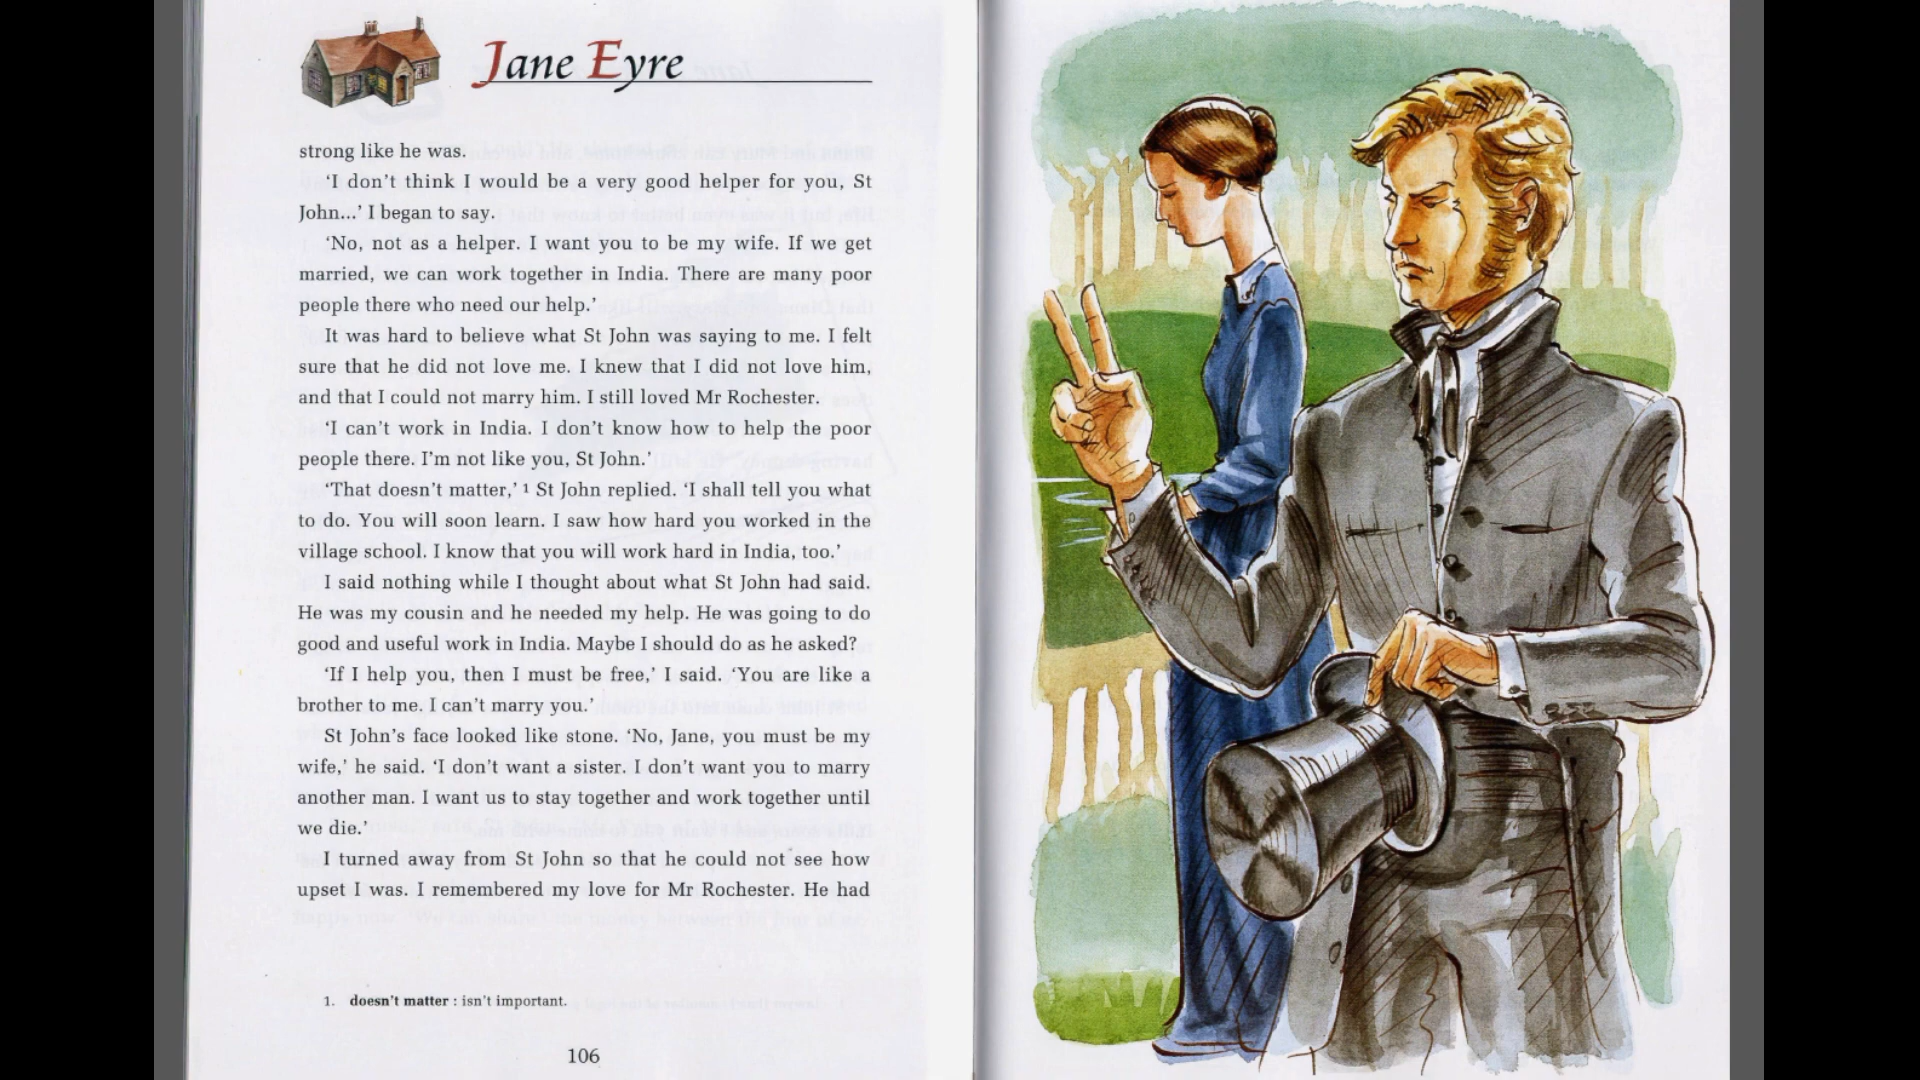 Jane Eyre
strong like he was.
‘I don’t think I would be a very good helper for you, St
John...’ I began to say.
‘No, not as a helper. I want you to be my wife. If we get
married, we can work together in India. There are many poor
people there who need our help.’
It was hard to believe what St John was saying to me. I felt
sure that he did not love me. I knew that I did not love him,
and that I could not marry him. I still loved Mr Rochester.
‘I can’t work in India. I don’t know how to help the poor
people there. I’m not like you, St John.’
‘That doesn’t matter,’ ¹ St John replied. ‘I shall tell you what
to do. You will soon learn. I saw how hard you worked in the
village school. I know that you will work hard in India, too.’
I said nothing while I thought about what St John had said.
He was my cousin and he needed my help. He was going to do
good and useful work in India. Maybe I should do as he asked?
‘If I help you, then I must be free,’ I said. ‘You are like a
brother to me. I can’t marry you.’
St John’s face looked like stone. ‘No, Jane, you must be my
wife,’ he said. ‘I don’t want a sister. I don’t want you to marry
another man. I want us to stay together and work together until
we die.’
I turned away from St John so that he could not see how
upset I was. I remembered my love for Mr Rochester. He had
1. doesn’t matter : isn’t important.
106